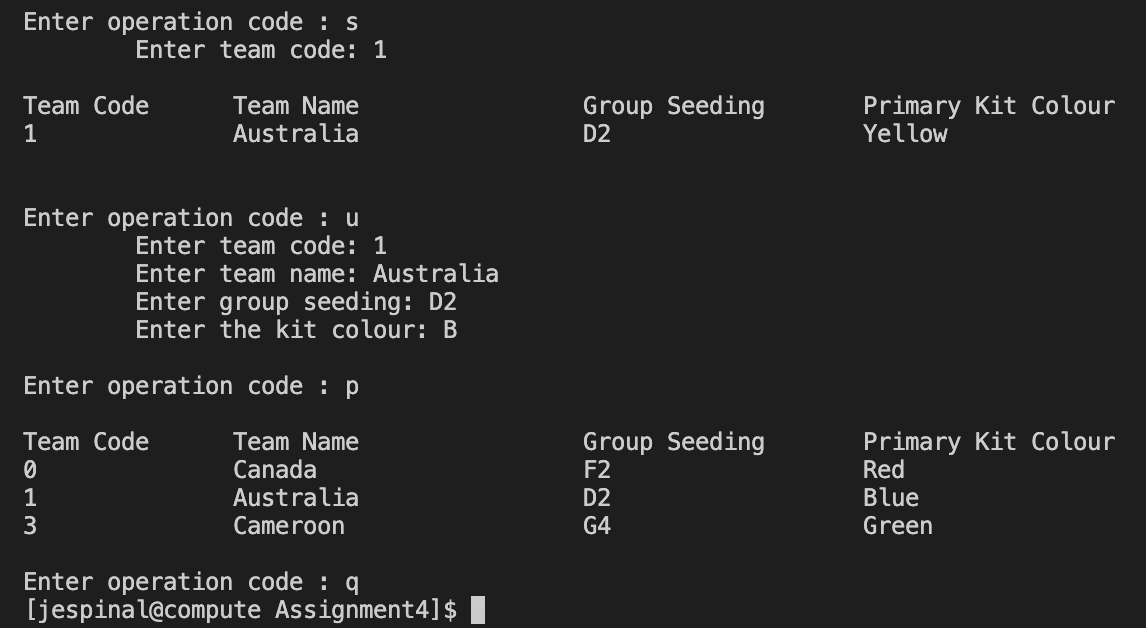 Enter operation code : s
Enter team code: 1
Team Code Team Name Group Seeding Primary Kit Colour
1 Australia D2 Yellow
Enter operation code : u
Enter team code: 1
Enter team name: Australia
Enter group seeding: D2
Enter the kit colour: B
Enter operation code : p
Team Code Team Name Group Seeding Primary Kit Colour
0 Canada F2 Red
1 Australia D2 Blue
3 Cameroon G4 Green
Enter operation code : q
[jespinal@compute Assignment4]$